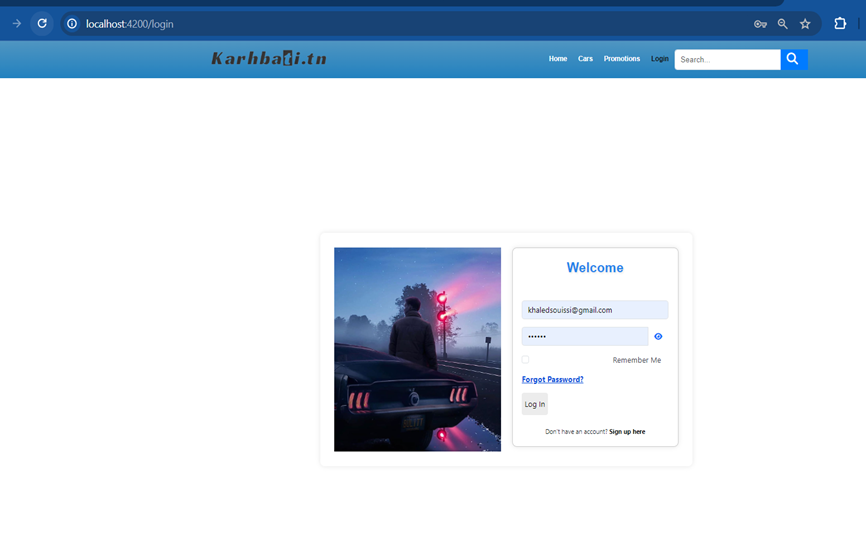 localhost:4200/login
Karhbati.tn
Home Cars Promotions Login Search...
Welcome
khaledsouissi@gmail.com
••••••
Remember Me
Forgot Password?
Log In
Don't have an account? Sign up here